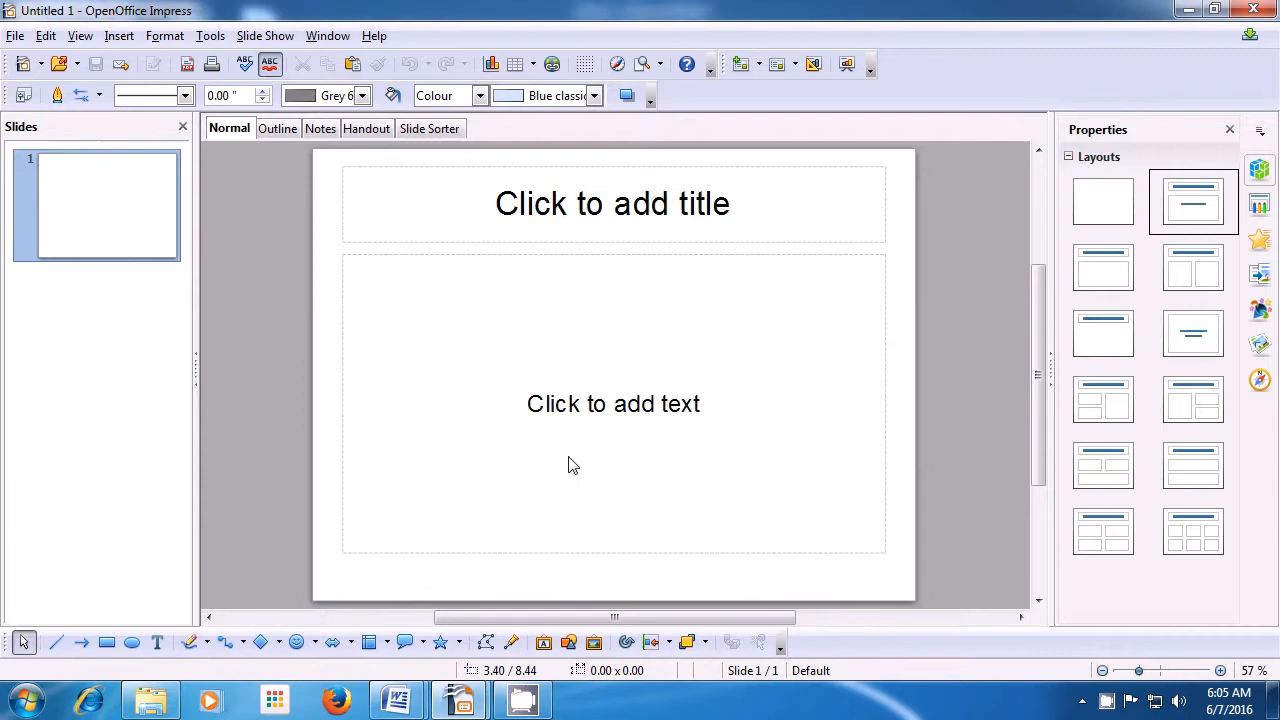 Untitled 1 - OpenOffice Impress
File Edit View Insert Format Tools Slide Show Window Help
ABC ABC
0.00 " Grey 6 Colour Blue classic
Slides
Normal Outline Notes Handout Slide Sorter
Properties
Layouts
1
Click to add title
Click to add text
3.40 / 8.44 0.00 x 0.00 Slide 1 / 1 Default 57 %
6:05 AM
6/7/2016